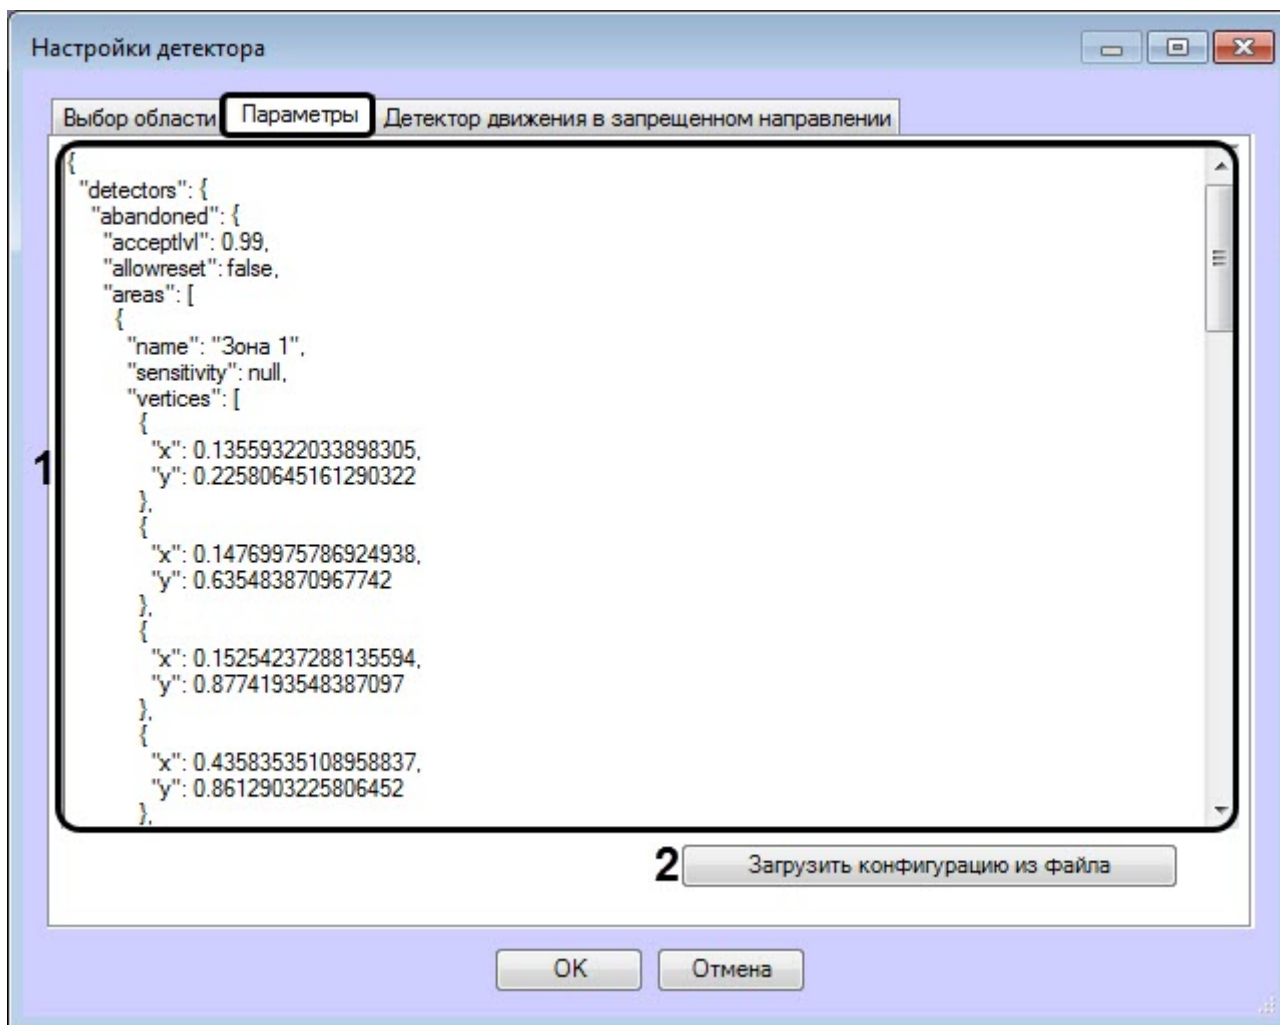 Настройки детектора
Выбор области Параметры Детектор движения в запрещенном направлении
{
"detectors": {
"abandoned": {
"acceptlvl": 0.99,
"allowreset": false,
"areas": [
{
"name": "Зона 1",
"sensitivity": null,
"vertices": [
{
"x": 0.13559322033898305,
1
"y": 0.22580645161290322
},
{
"x": 0.14769975786924938,
"y": 0.635483870967742
},
{
"x": 0.15254237288135594,
"y": 0.8774193548387097
},
{
"x": 0.43583535108958837,
"y": 0.8612903225806452
},
2 Загрузить конфигурацию из файла
OK Отмена